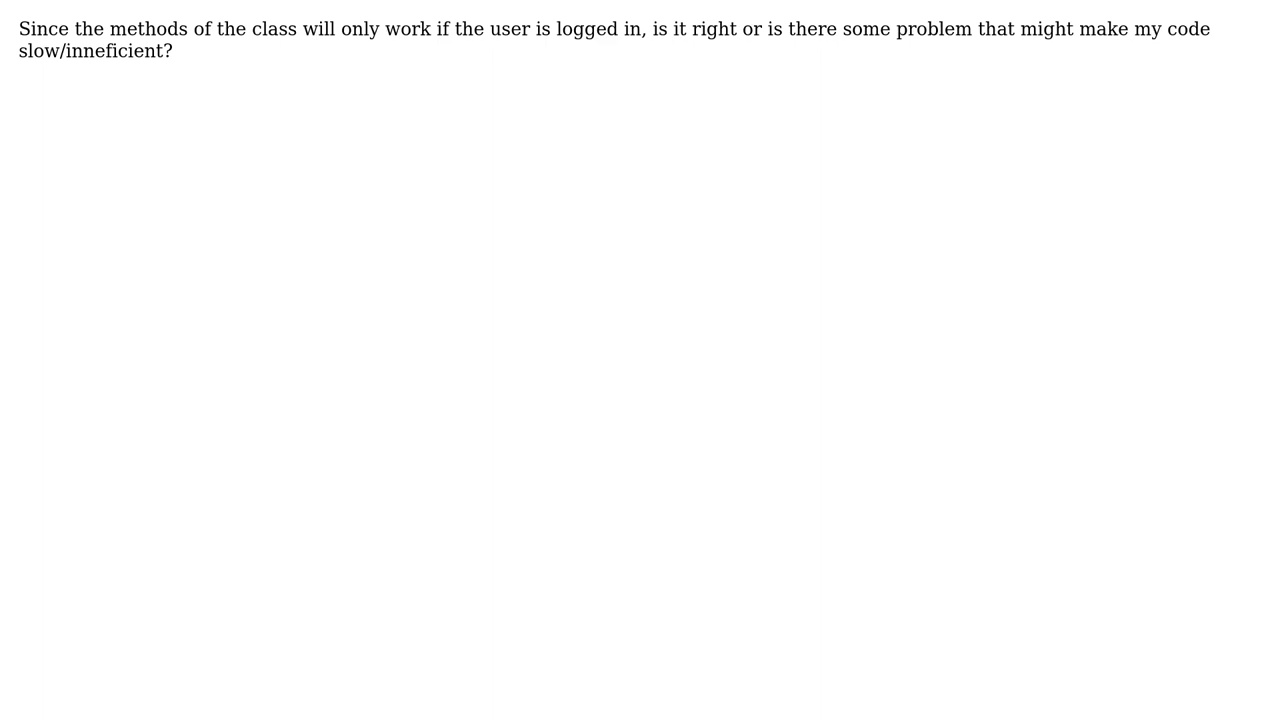 Since the methods of the class will only work if the user is logged in, is it right or is there some problem that might make my code
slow/inneficient?